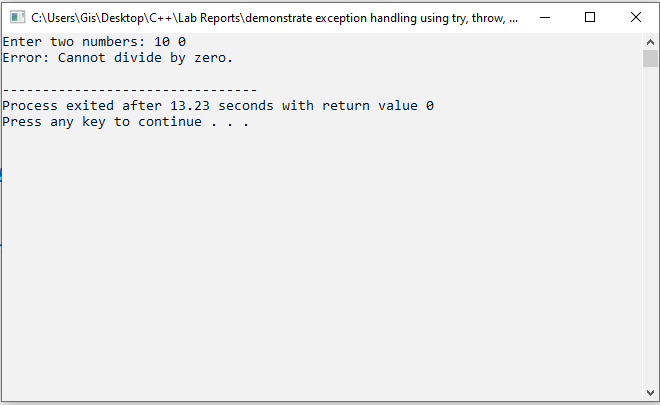 C:\Users\Gis\Desktop\C++\Lab Reports\demonstrate exception handling using try, throw, ...
Enter two numbers: 10 0
Error: Cannot divide by zero.
--------------------------------
Process exited after 13.23 seconds with return value 0
Press any key to continue . . .